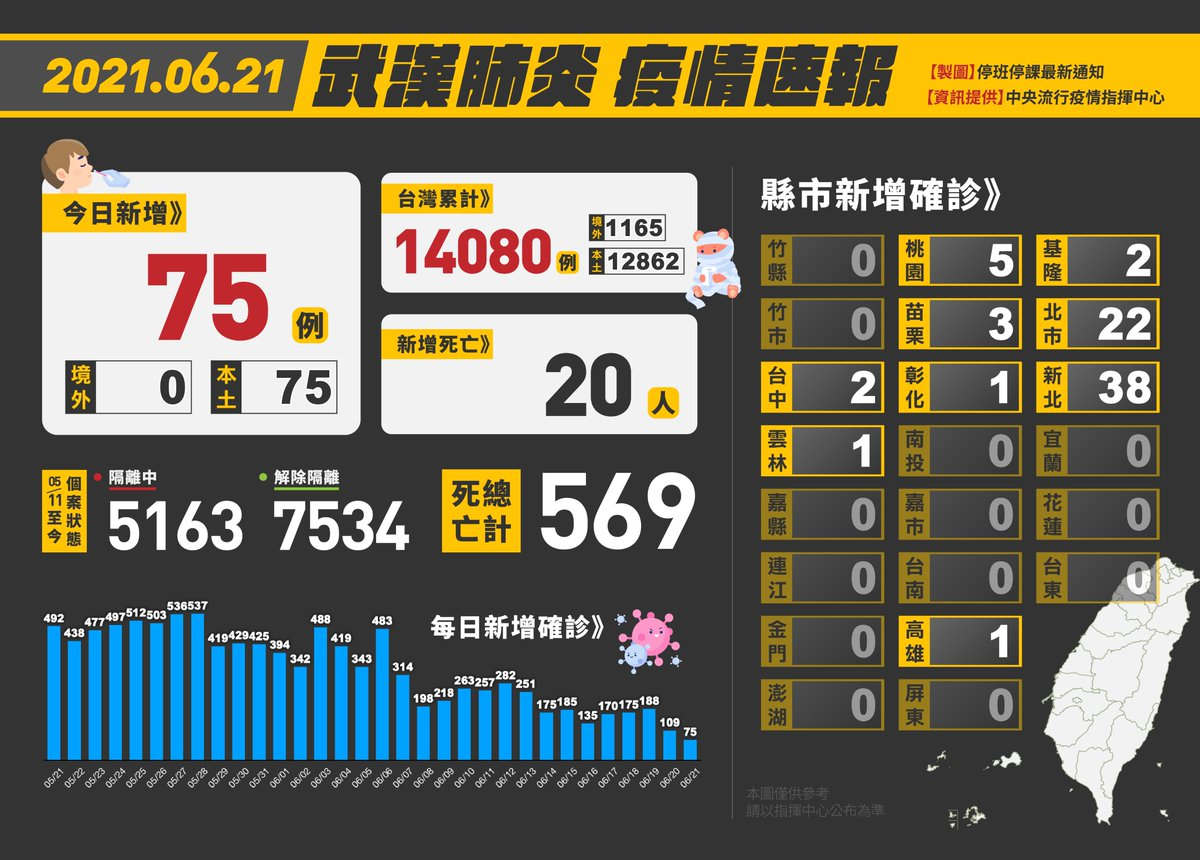 2021.06.21
武漢肺炎 疫情速報
【製圖】停班停課最新通知
【資訊提供】中央流行疫情指揮中心
今日新增》
75 例
境外 0
本土 75
台灣累計》
14080 例
境外 1165
本土 12862
新增死亡》
20 人
05/11至今 個案狀態
隔離中
5163
解除隔離
7534
死亡總計 569
每日新增確診》
492 438 477 497 512 503 536 537 419 429 425 394 342 488 419 343 483 314 198 218 263 257 282 251 175 185 135 170 175 188 109 75
05/21 05/22 05/23 05/24 05/25 05/26 05/27 05/28 05/29 05/30 05/31 06/01 06/02 06/03 06/04 06/05 06/06 06/07 06/08 06/09 06/10 06/11 06/12 06/13 06/14 06/15 06/16 06/17 06/18 06/19 06/20 06/21
縣市新增確診》
竹縣 0
桃園 5
基隆 2
竹市 0
苗栗 3
北市 22
台中 2
彰化 1
新北 38
雲林 1
南投 0
宜蘭 0
嘉縣 0
嘉市 0
花蓮 0
連江 0
台南 0
台東 0
金門 0
高雄 1
澎湖 0
屏東 0
本圖僅供參考
請以指揮中心公布為準